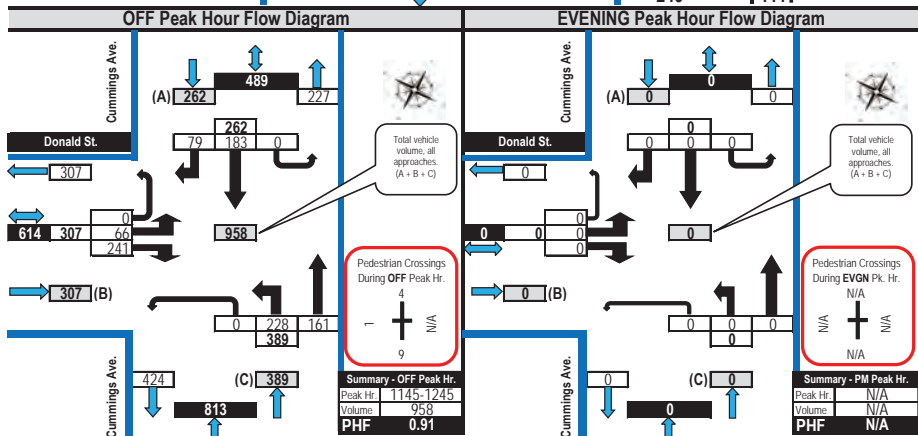 OFF Peak Hour Flow Diagram
Cummings Ave.
489
(A) 262
227
262
79 183 0
Donald St.
Total vehicle
volume, all
approaches.
(A + B + C)
307
0
614 307 66
241
958
307 (B)
Pedestrian Crossings
During OFF Peak Hr.
4
1
N/A
9
0 228 161
389
Cummings Ave.
424
(C) 389
813
Summary - OFF Peak Hr.
Peak Hr. 1145-1245
Volume 958
PHF 0.91
EVENING Peak Hour Flow Diagram
Cummings Ave.
0
(A) 0
0
0
0 0 0
Donald St.
Total vehicle
volume, all
approaches.
(A + B + C)
0
0
0 0 0
0
0
0 (B)
Pedestrian Crossings
During EVGN Pk. Hr.
N/A
N/A
N/A
N/A
0 0 0
0
Cummings Ave.
0
(C) 0
0
Summary - PM Peak Hr.
Peak Hr. N/A
Volume N/A
PHF N/A